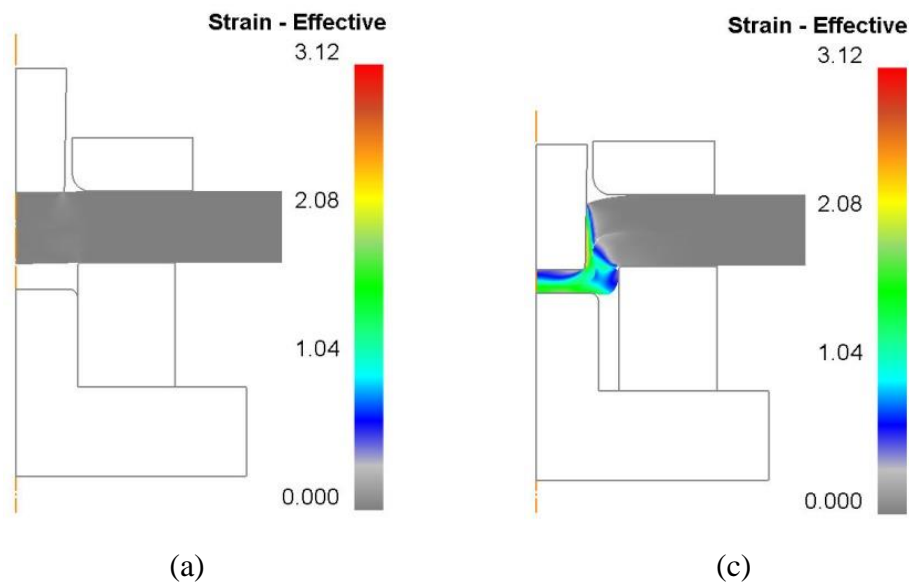 Strain - Effective
3.12
2.08
1.04
0.000
(a)
Strain - Effective
3.12
2.08
1.04
0.000
(c)